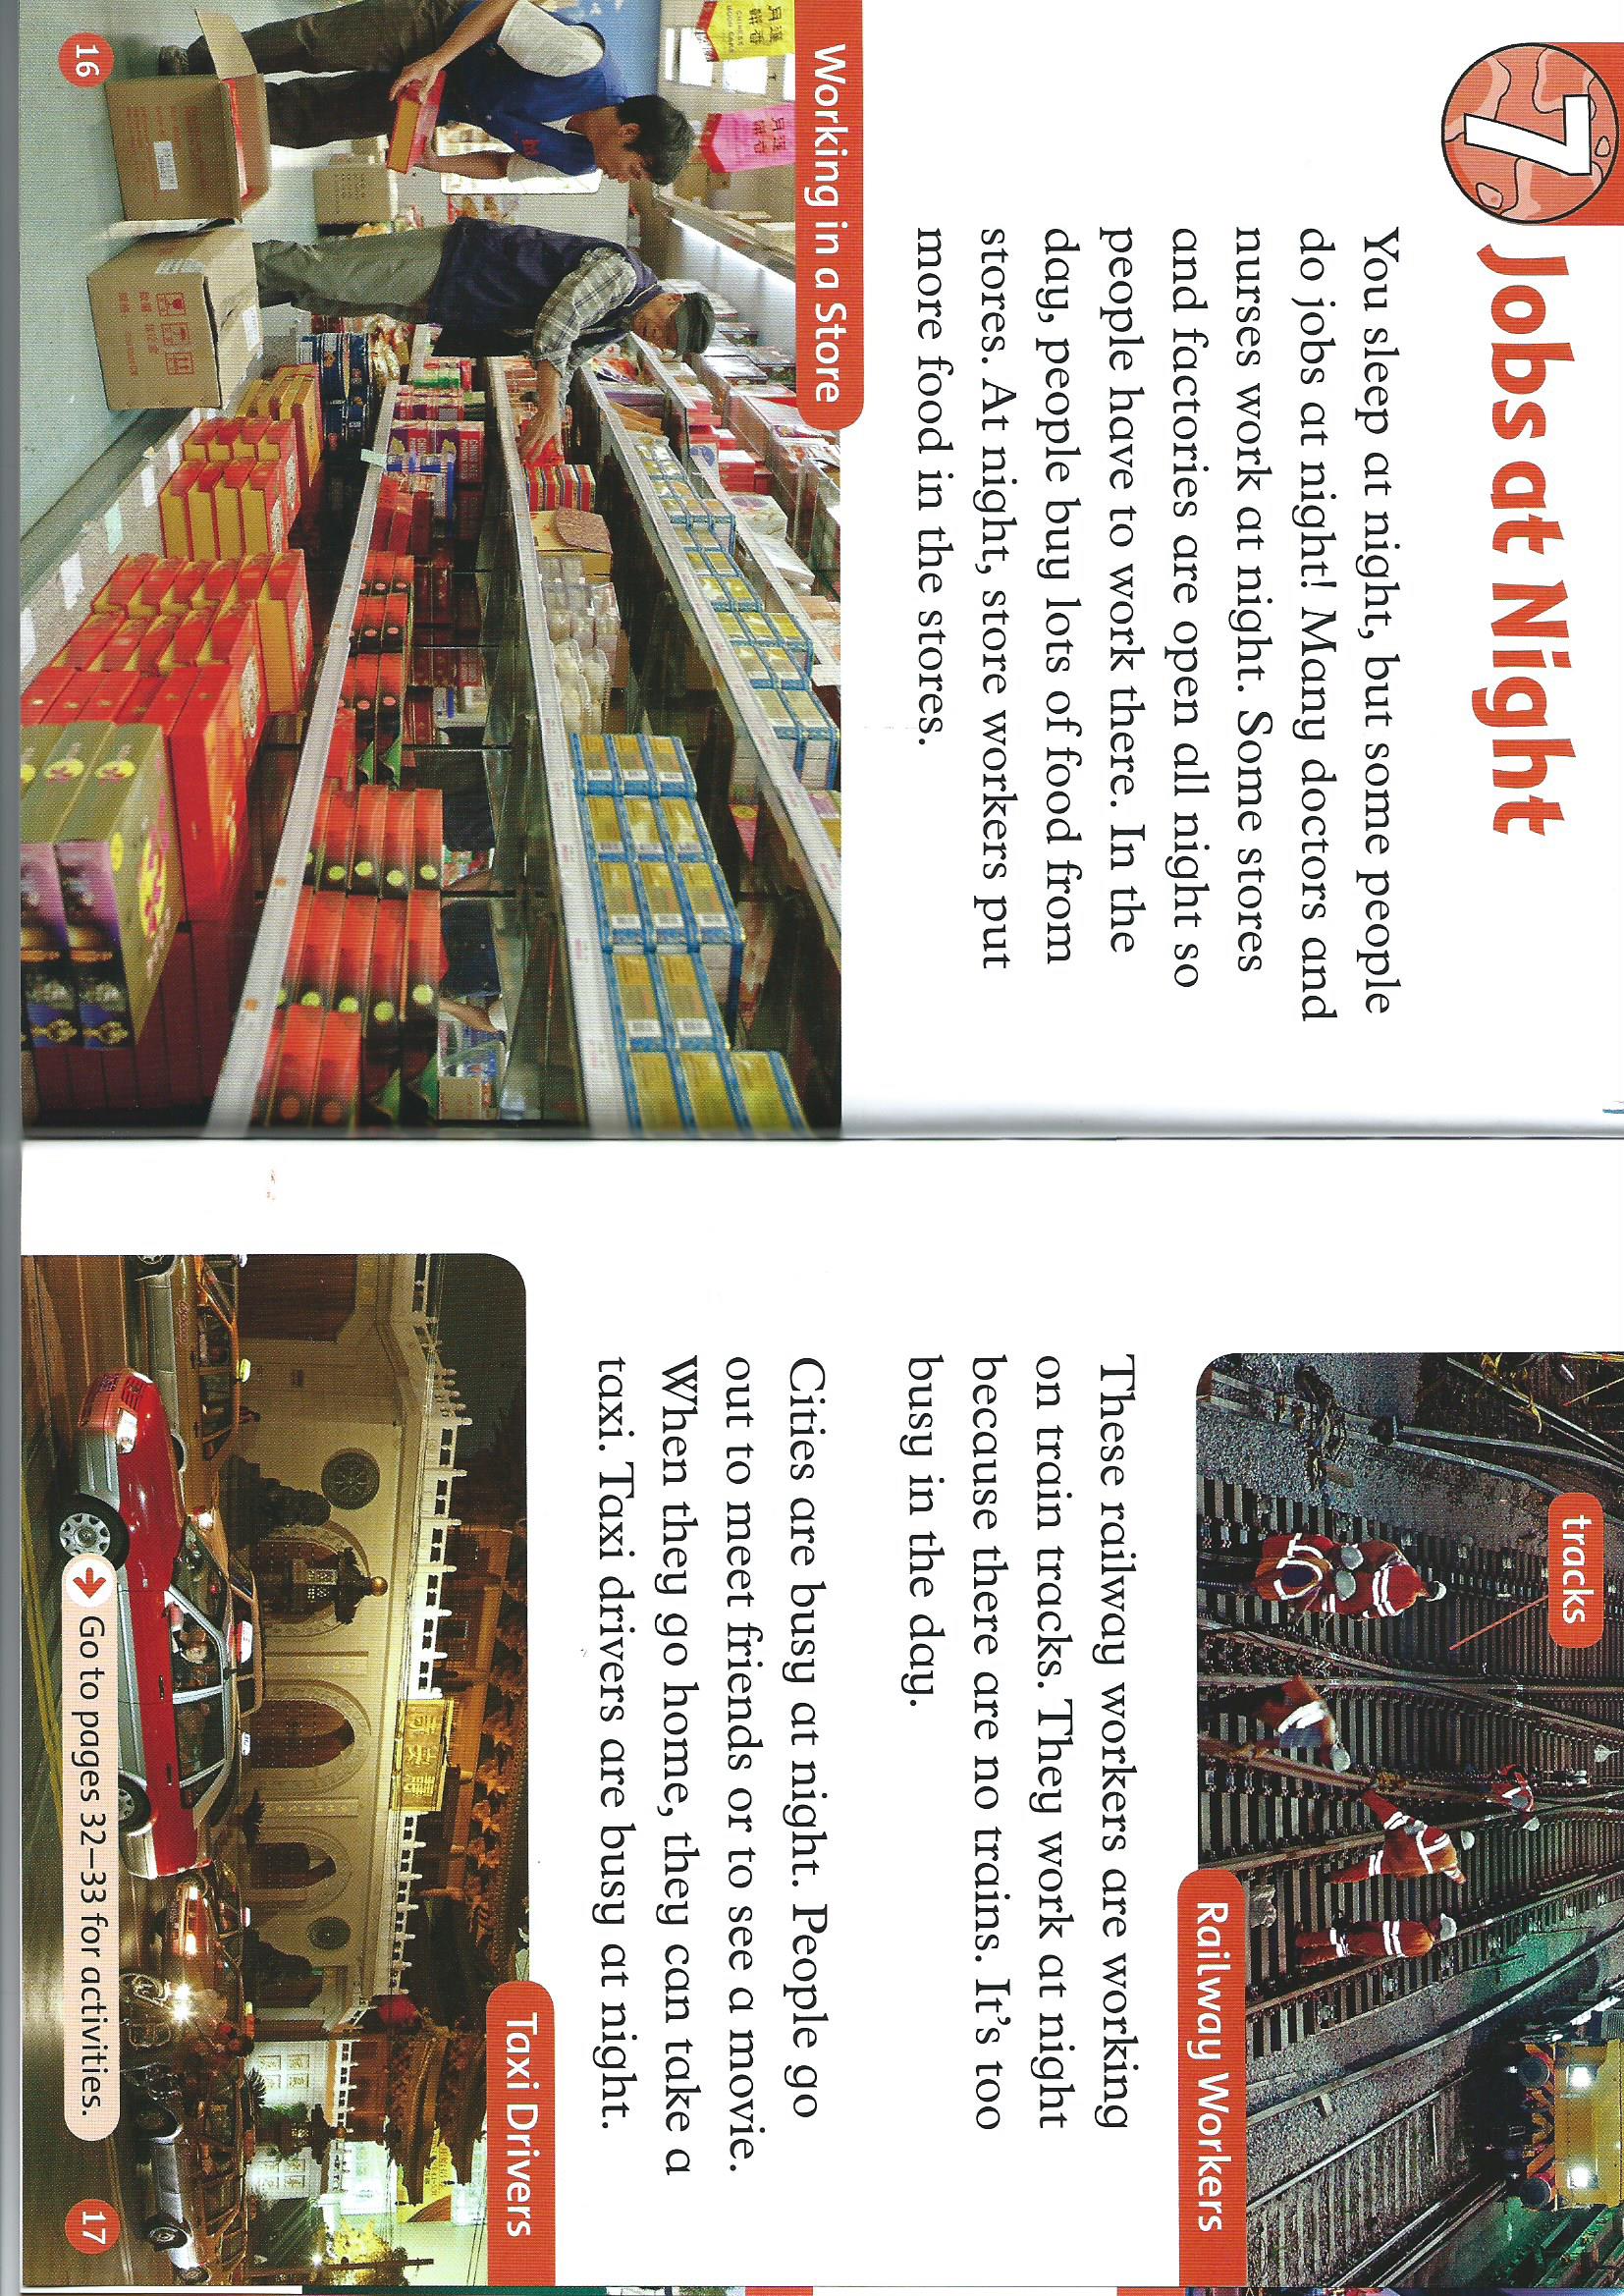 7
Jobs at Night
You sleep at night, but some people
do jobs at night! Many doctors and
nurses work at night. Some stores
and factories are open all night so
people have to work there. In the
day, people buy lots of food from
stores. At night, store workers put
more food in the stores.
Working in a Store
16
tracks
Railway Workers
These railway workers are working
on train tracks. They work at night
because there are no trains. It's too
busy in the day.
Cities are busy at night. People go
out to meet friends or to see a movie.
When they go home, they can take a
taxi. Taxi drivers are busy at night.
Taxi Drivers
Go to pages 32–33 for activities.
17